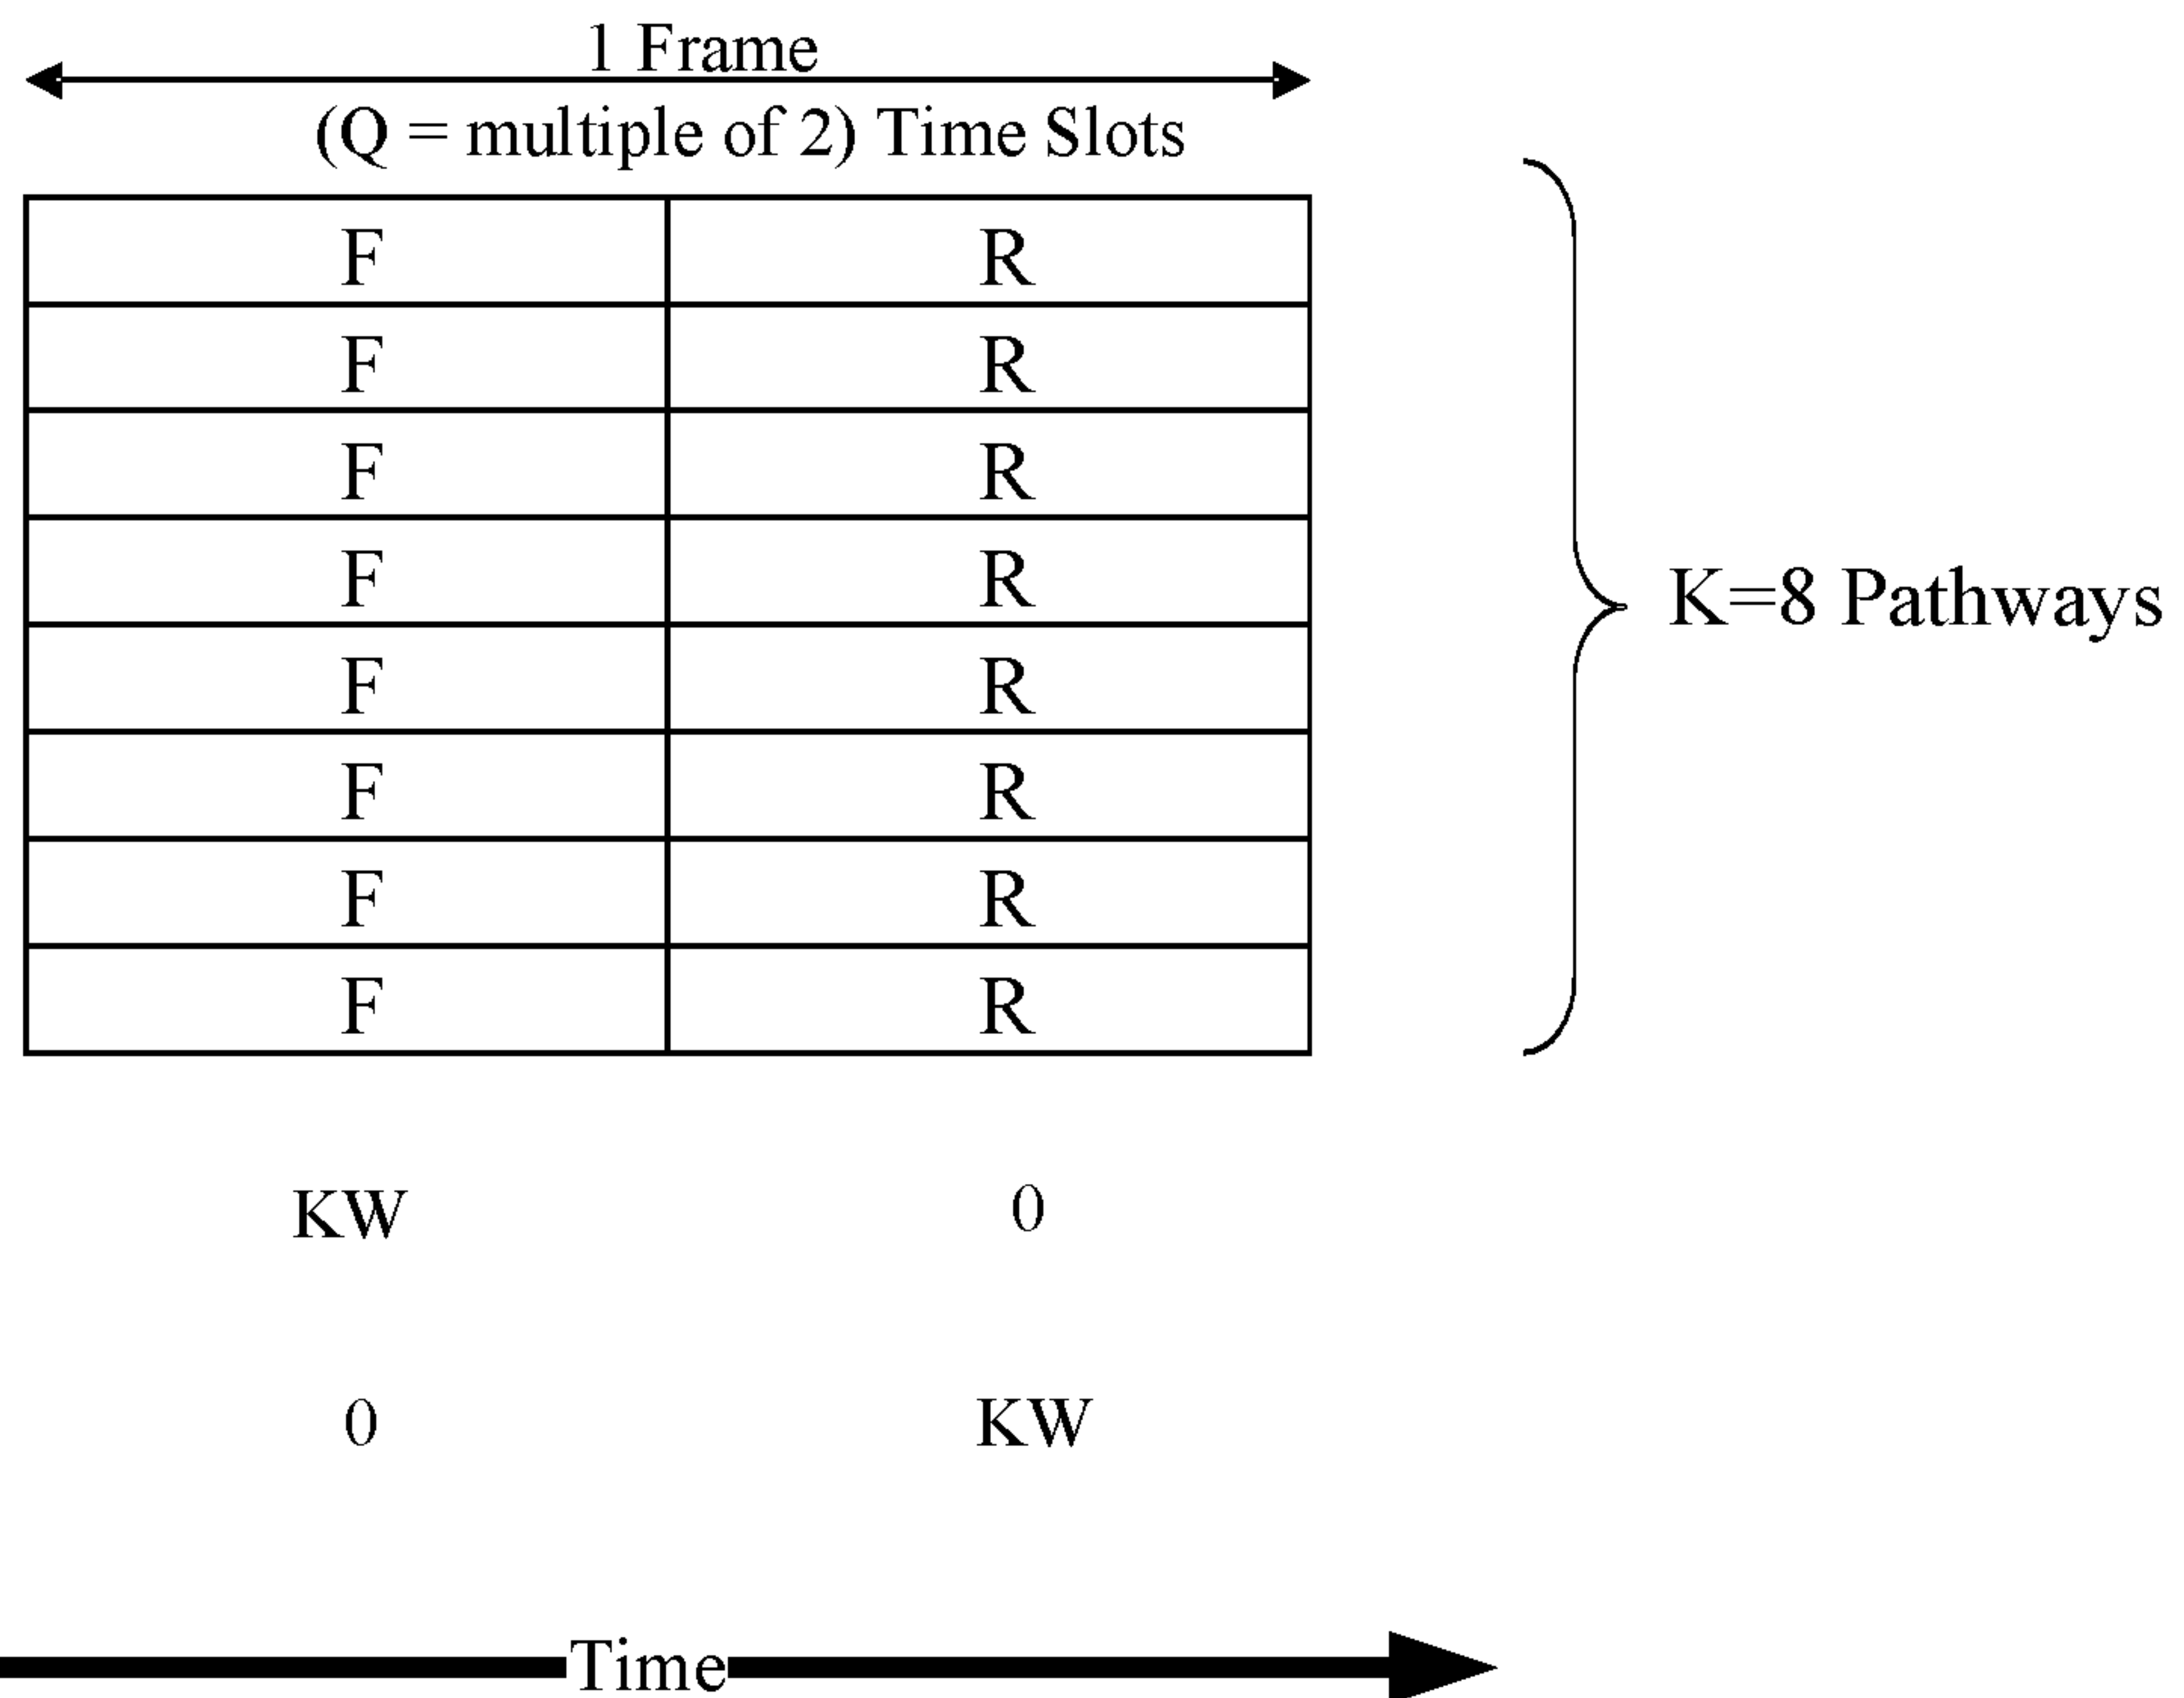 1 Frame
(Q = multiple of 2) Time Slots
F R
F R
F R
F R
K=8 Pathways
F R
F R
F R
F R
KW 0
0 KW
Time